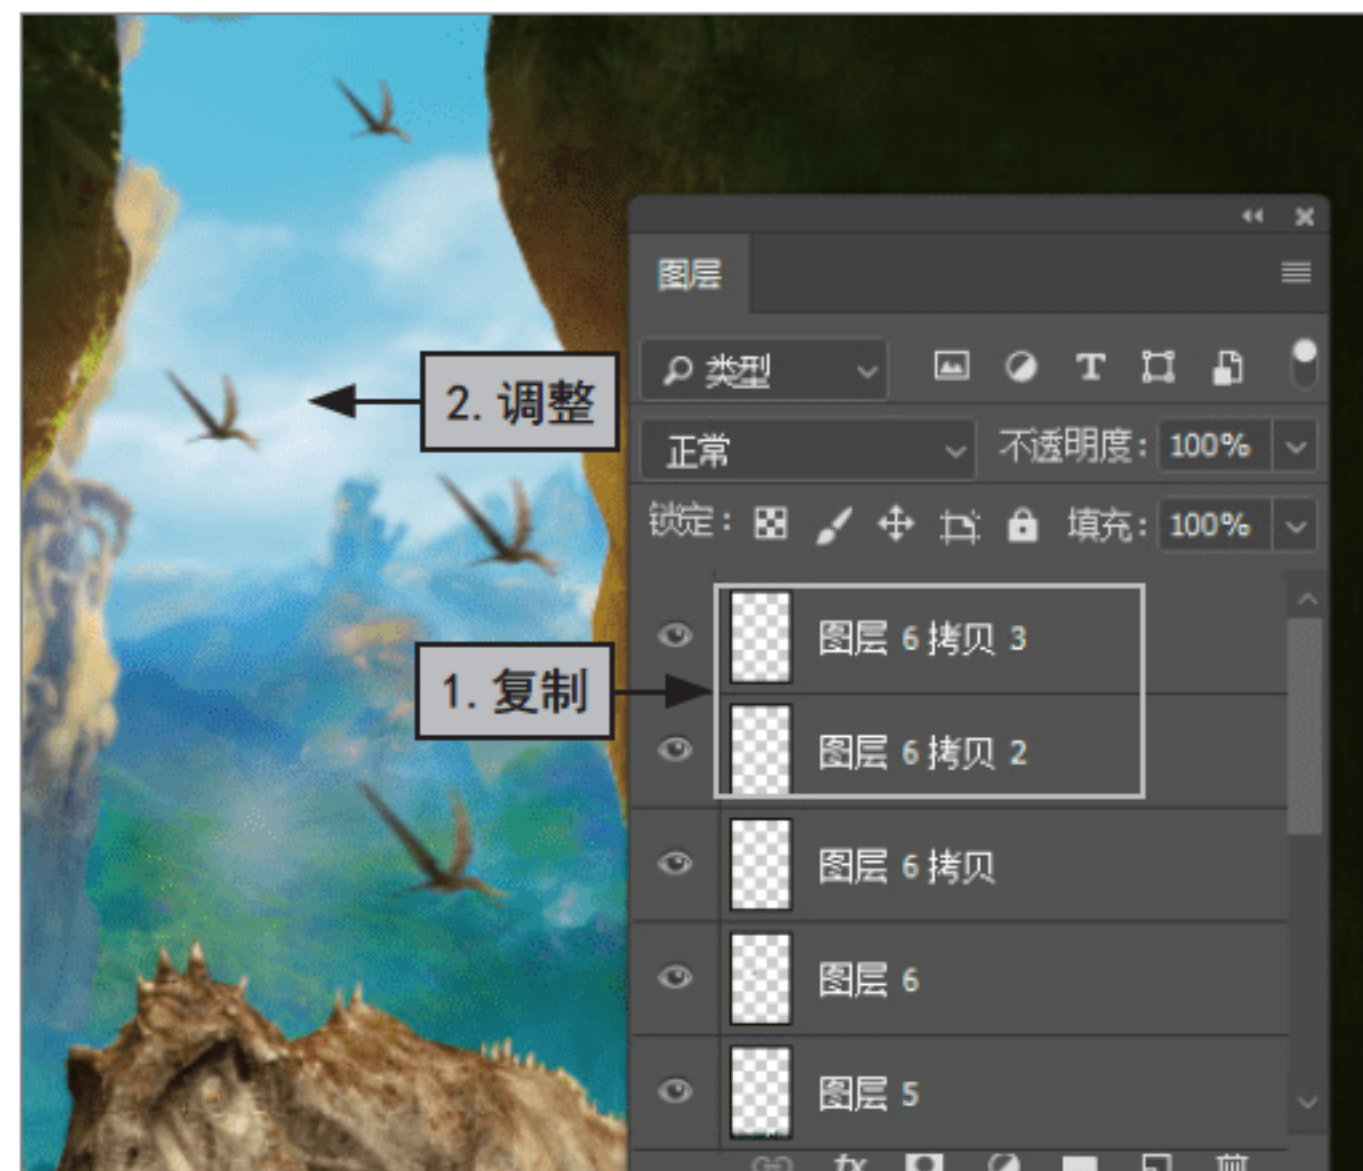 图层
类型
正常
不透明度: 100%
锁定:
填充: 100%
2. 调整
1. 复制
图层 6 拷贝 3
图层 6 拷贝 2
图层 6 拷贝
图层 6
图层 5
fx